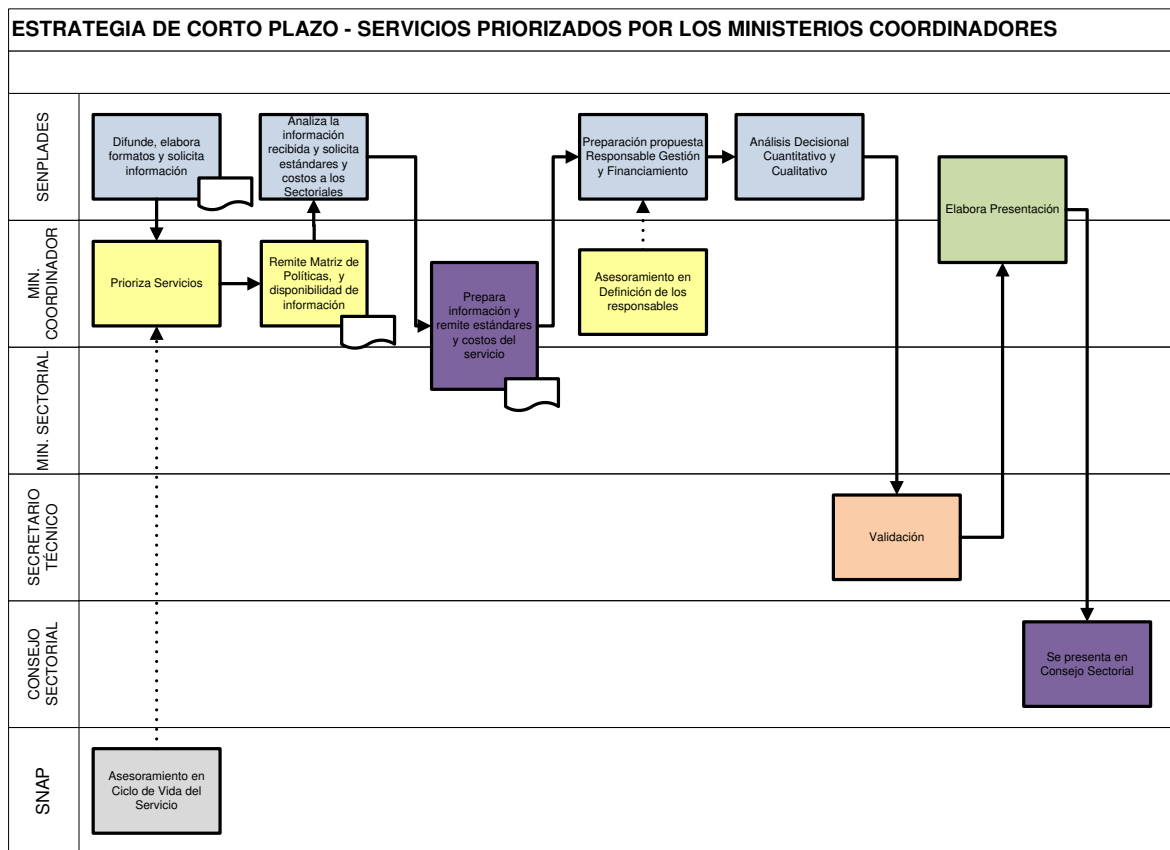 ESTRATEGIA DE CORTO PLAZO - SERVICIOS PRIORIZADOS POR LOS MINISTERIOS COORDINADORES
SENPLADES
Difunde, elabora
formatos y solicita
información
Analiza la
información
recibida y solicita
estándares y
costos a los
Sectoriales
Preparación propuesta
Responsable Gestión
y Financiamiento
Análisis Decisional
Cuantitativo y
Cualitativo
Elabora Presentación
MIN.
COORDINADOR
Prioriza Servicios
Remite Matriz de
Políticas, y
disponibilidad de
información
Prepara
información y
remite estándares
y costos del
servicio
Asesoramiento en
Definición de los
responsables
MIN. SECTORIAL
SECRETARIO
TÉCNICO
Validación
CONSEJO
SECTORIAL
Se presenta en
Consejo Sectorial
SNAP
Asesoramiento en
Ciclo de Vida del
Servicio